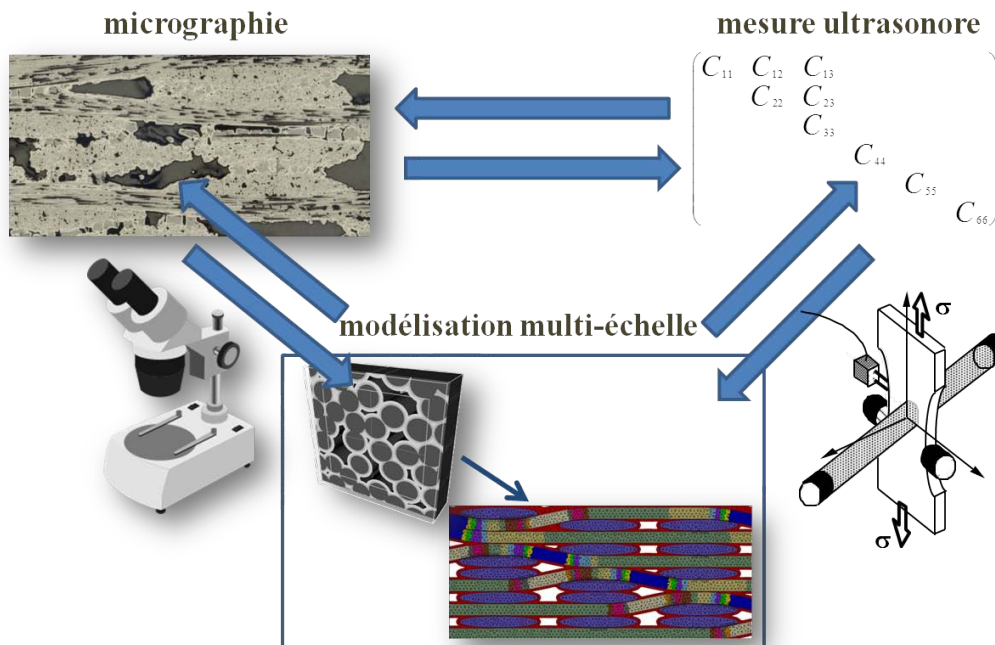 micrographie
mesure ultrasonore
C11 C12 C13
C22 C23
C33
C44
C55
C66
modélisation multi-échelle
σ
σ